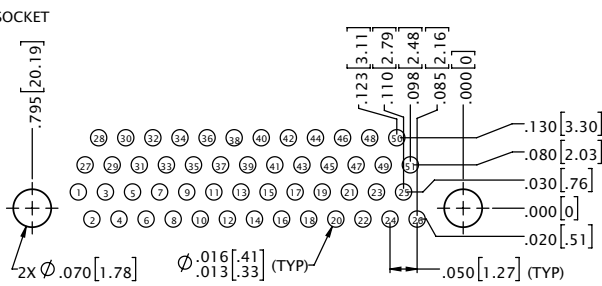 SOCKET
.795[20.19]
.123[3.11]
.110[2.79]
.098[2.48]
.085[2.16]
.000[0]
28 30 32 34 36 38 40 42 44 46 48 50
27 29 31 33 35 37 39 41 43 45 47 49 51
1 3 5 7 9 11 13 15 17 19 21 23 25
2 4 6 8 10 12 14 16 18 20 22 24 26
.130[3.30]
.080[2.03]
.030[.76]
.000[0]
.020[.51]
2X Ø .070[1.78]
Ø .016[.41] (TYP)
.013[.33]
.050[1.27] (TYP)